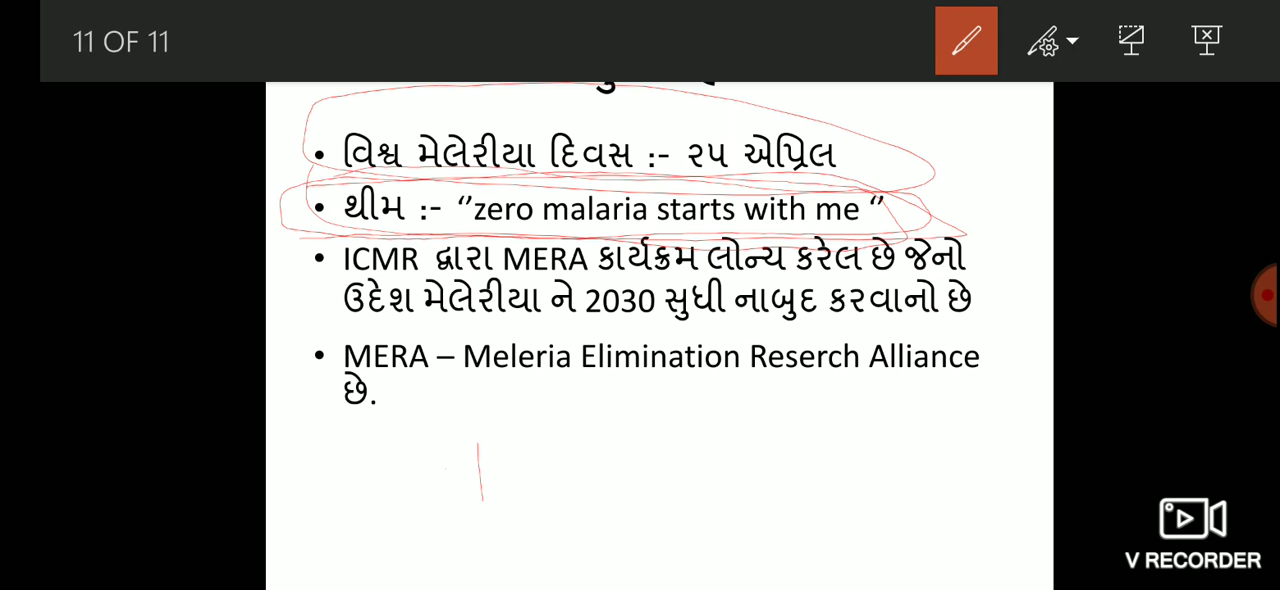 11 OF 11
• વિશ્વ મેલેરીયા દિવસ :- ૨૫ એપ્રિલ
• થીમ :- “zero malaria starts with me “
• ICMR દ્વારા MERA કાર્યક્રમ લોન્ચ કરેલ છે જેનો
ઉદેશ મેલેરીયા ને 2030 સુધી નાબુદ કરવાનો છે
• MERA – Meleria Elimination Reserch Alliance
છે.
V RECORDER